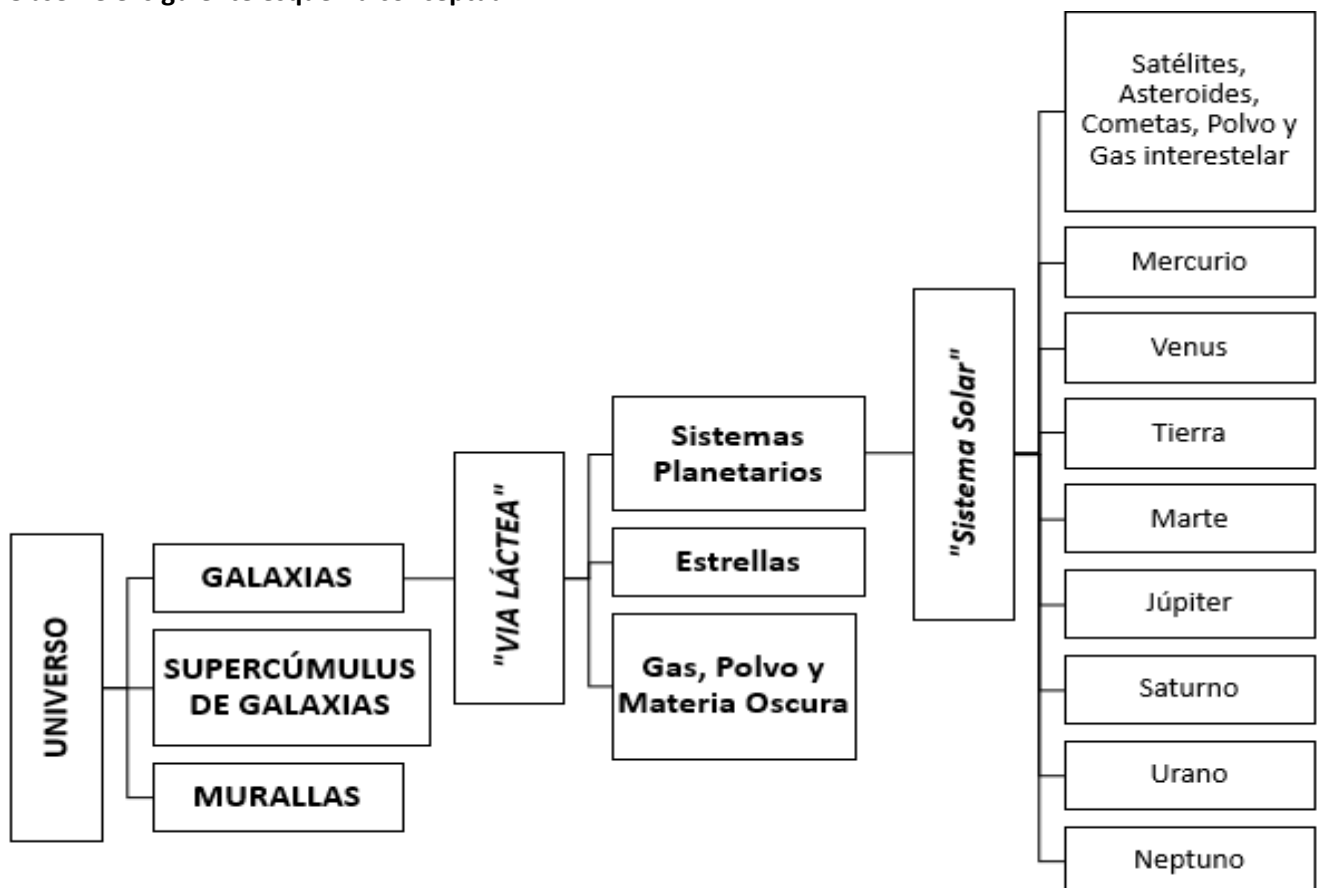 UNIVERSO
GALAXIAS
SUPERCÚMULUS
DE GALAXIAS
MURALLAS
"VIA LÁCTEA"
Sistemas
Planetarios
Estrellas
Gas, Polvo y
Materia Oscura
"Sistema Solar"
Satélites,
Asteroides,
Cometas, Polvo y
Gas interestelar
Mercurio
Venus
Tierra
Marte
Júpiter
Saturno
Urano
Neptuno